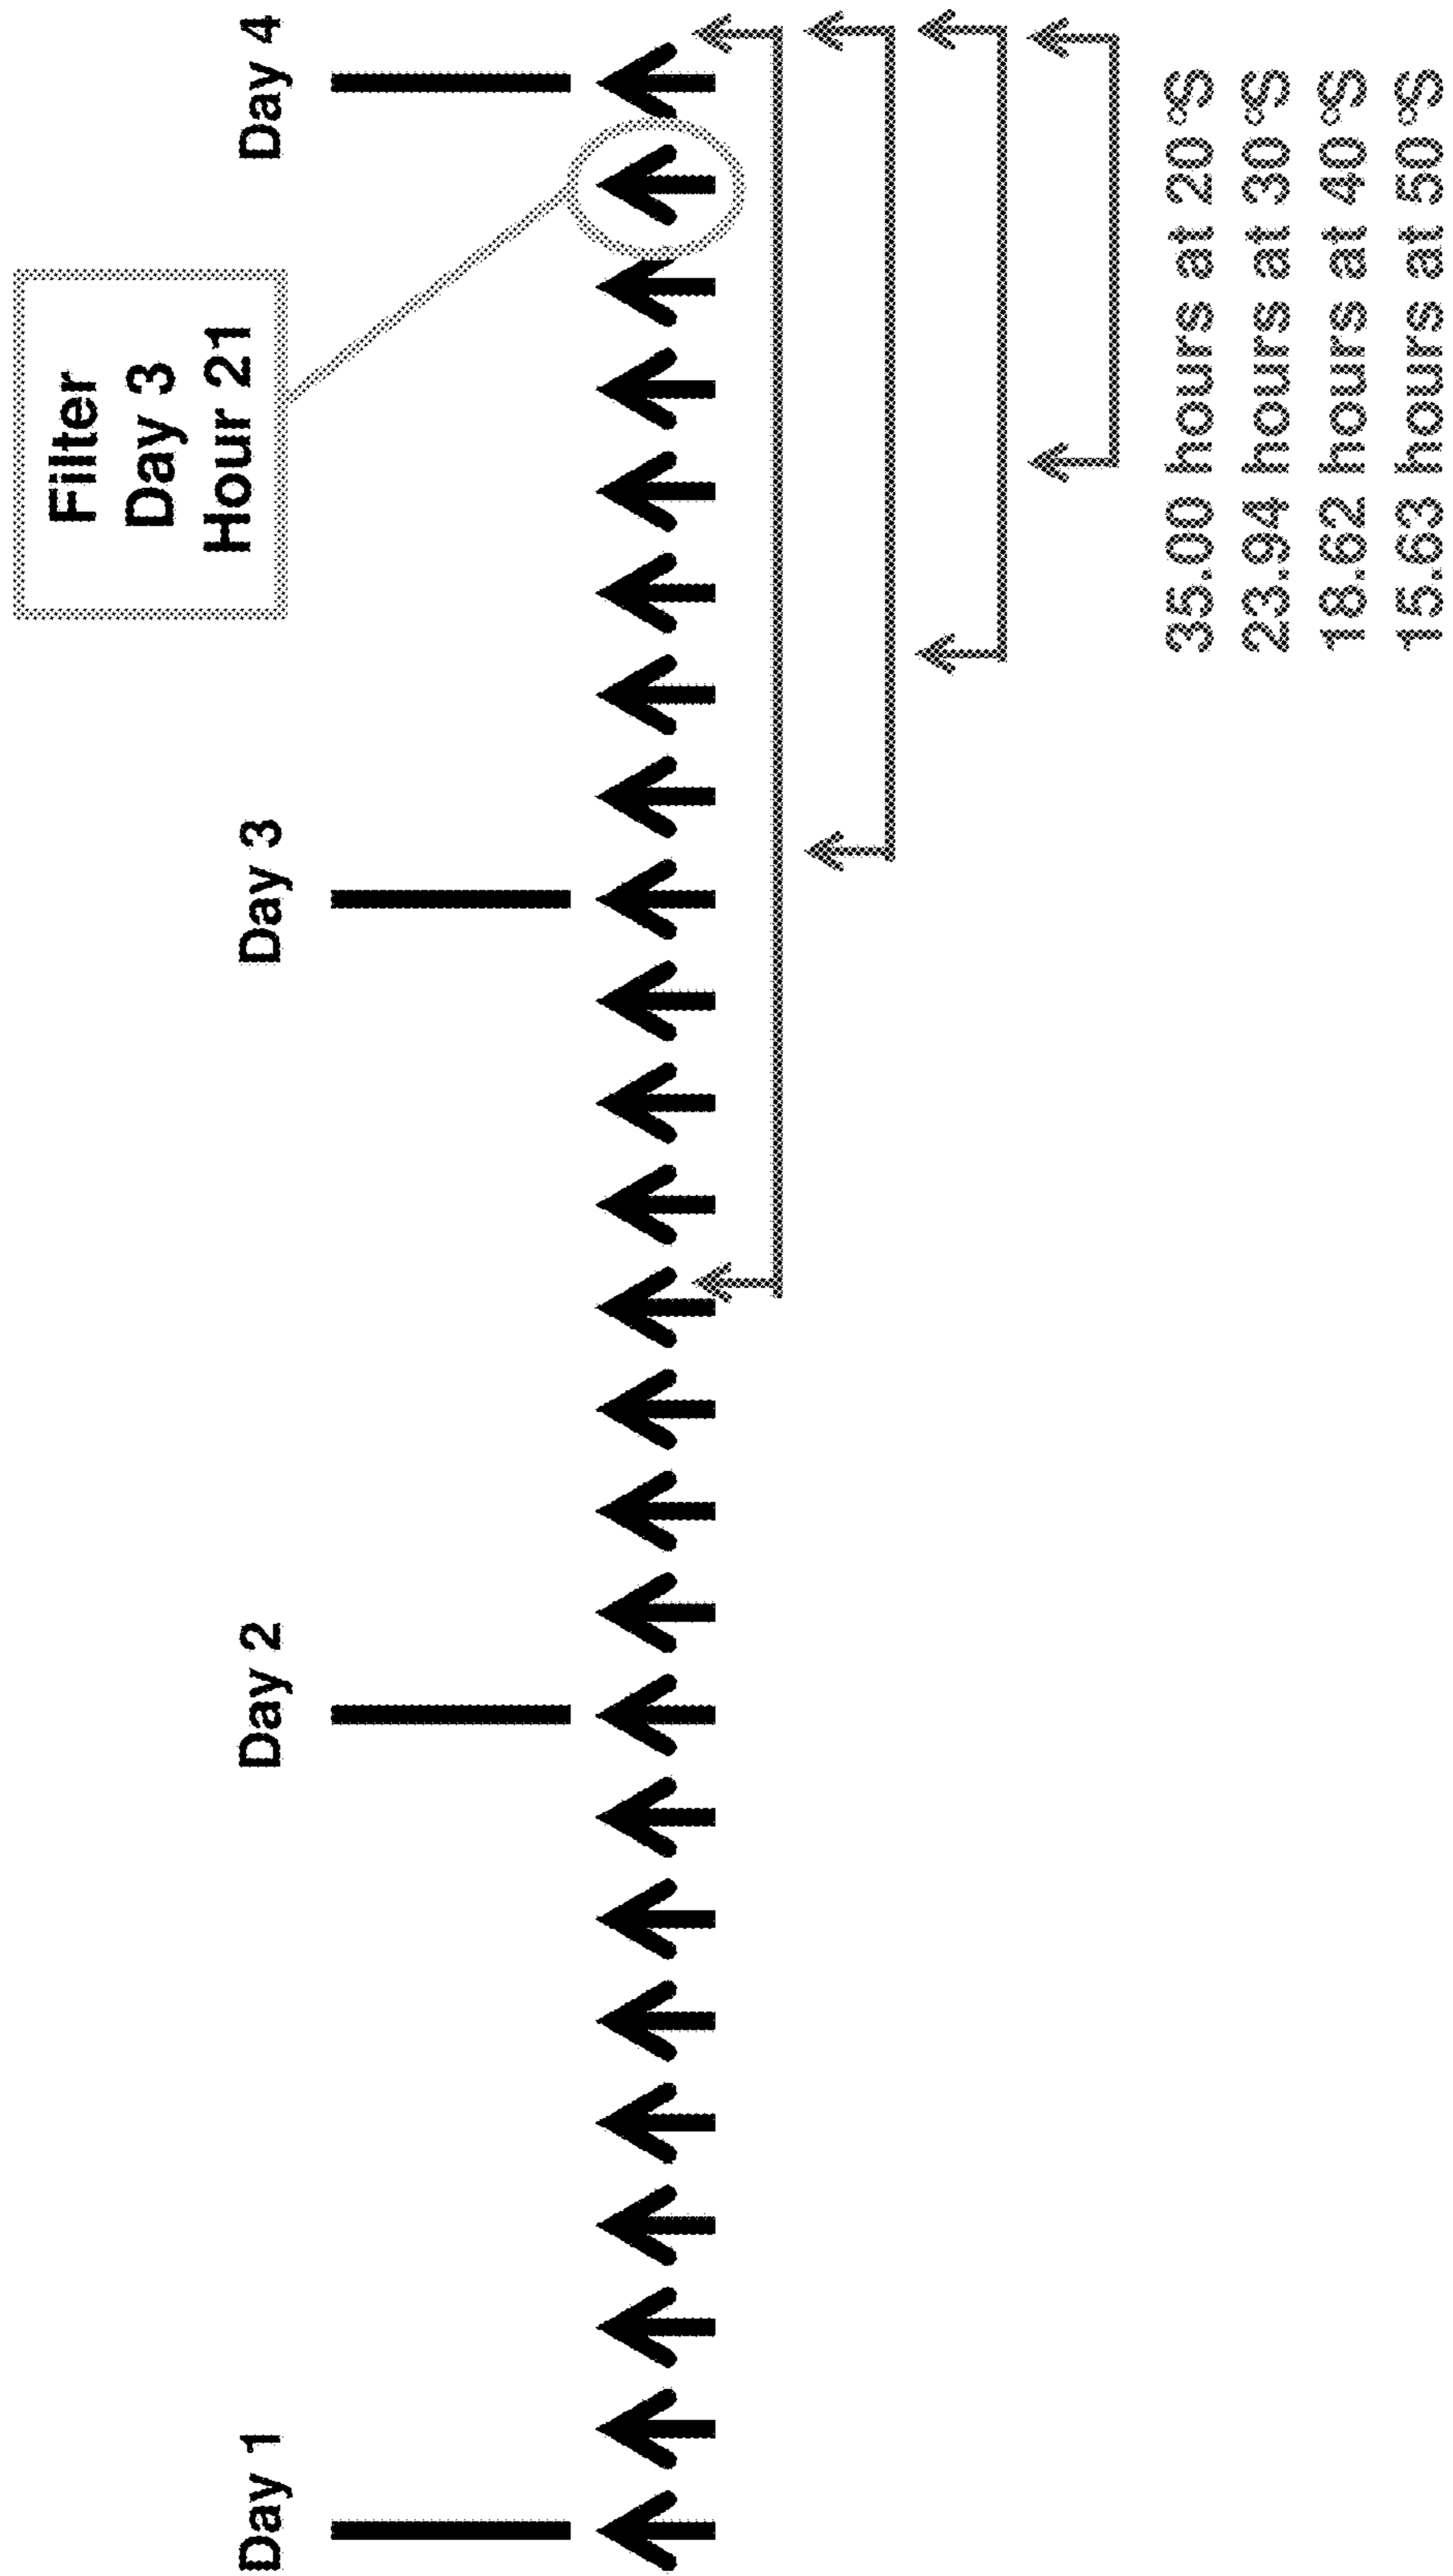 Day 1
Day 2
Day 3
Day 4
Filter
Day 3
Hour 21
35.00 hours at 20°S
23.94 hours at 30°S
18.62 hours at 40°S
15.63 hours at 50°S